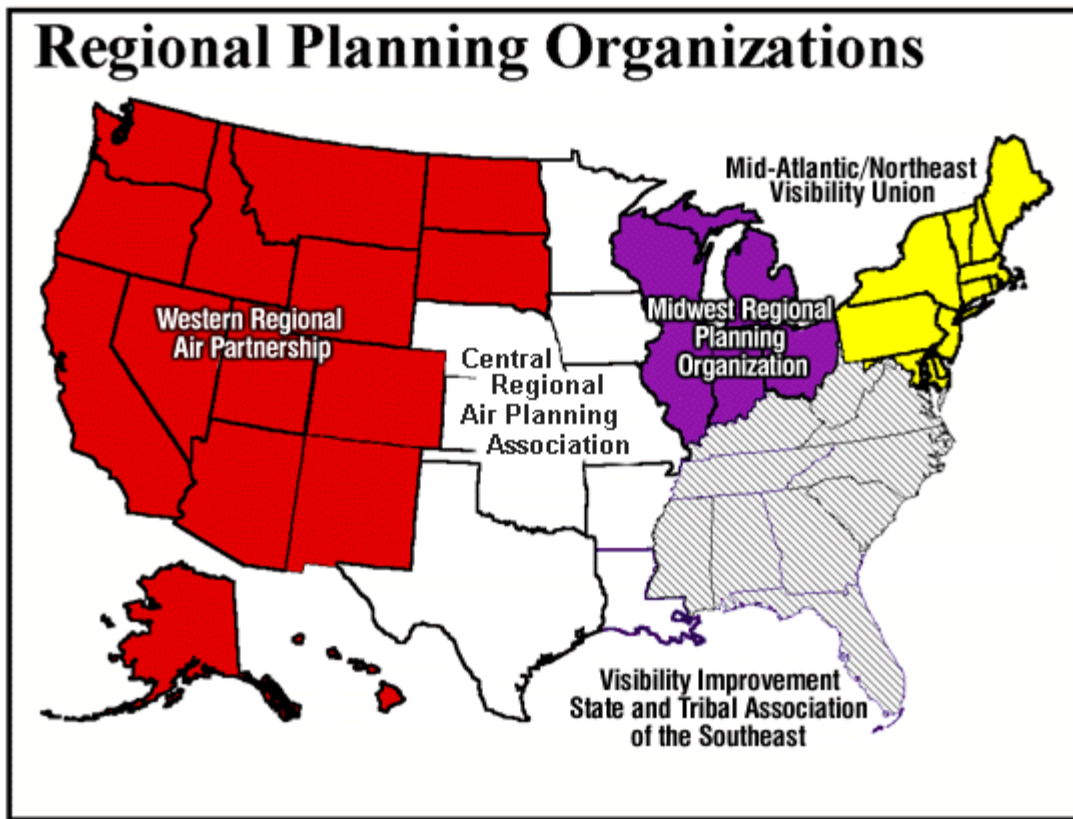 Regional Planning Organizations
Mid-Atlantic/Northeast
Visibility Union
Western Regional
Air Partnership
Midwest Regional
Planning
Organization
Central
Regional
Air Planning
Association
Visibility Improvement
State and Tribal Association
of the Southeast